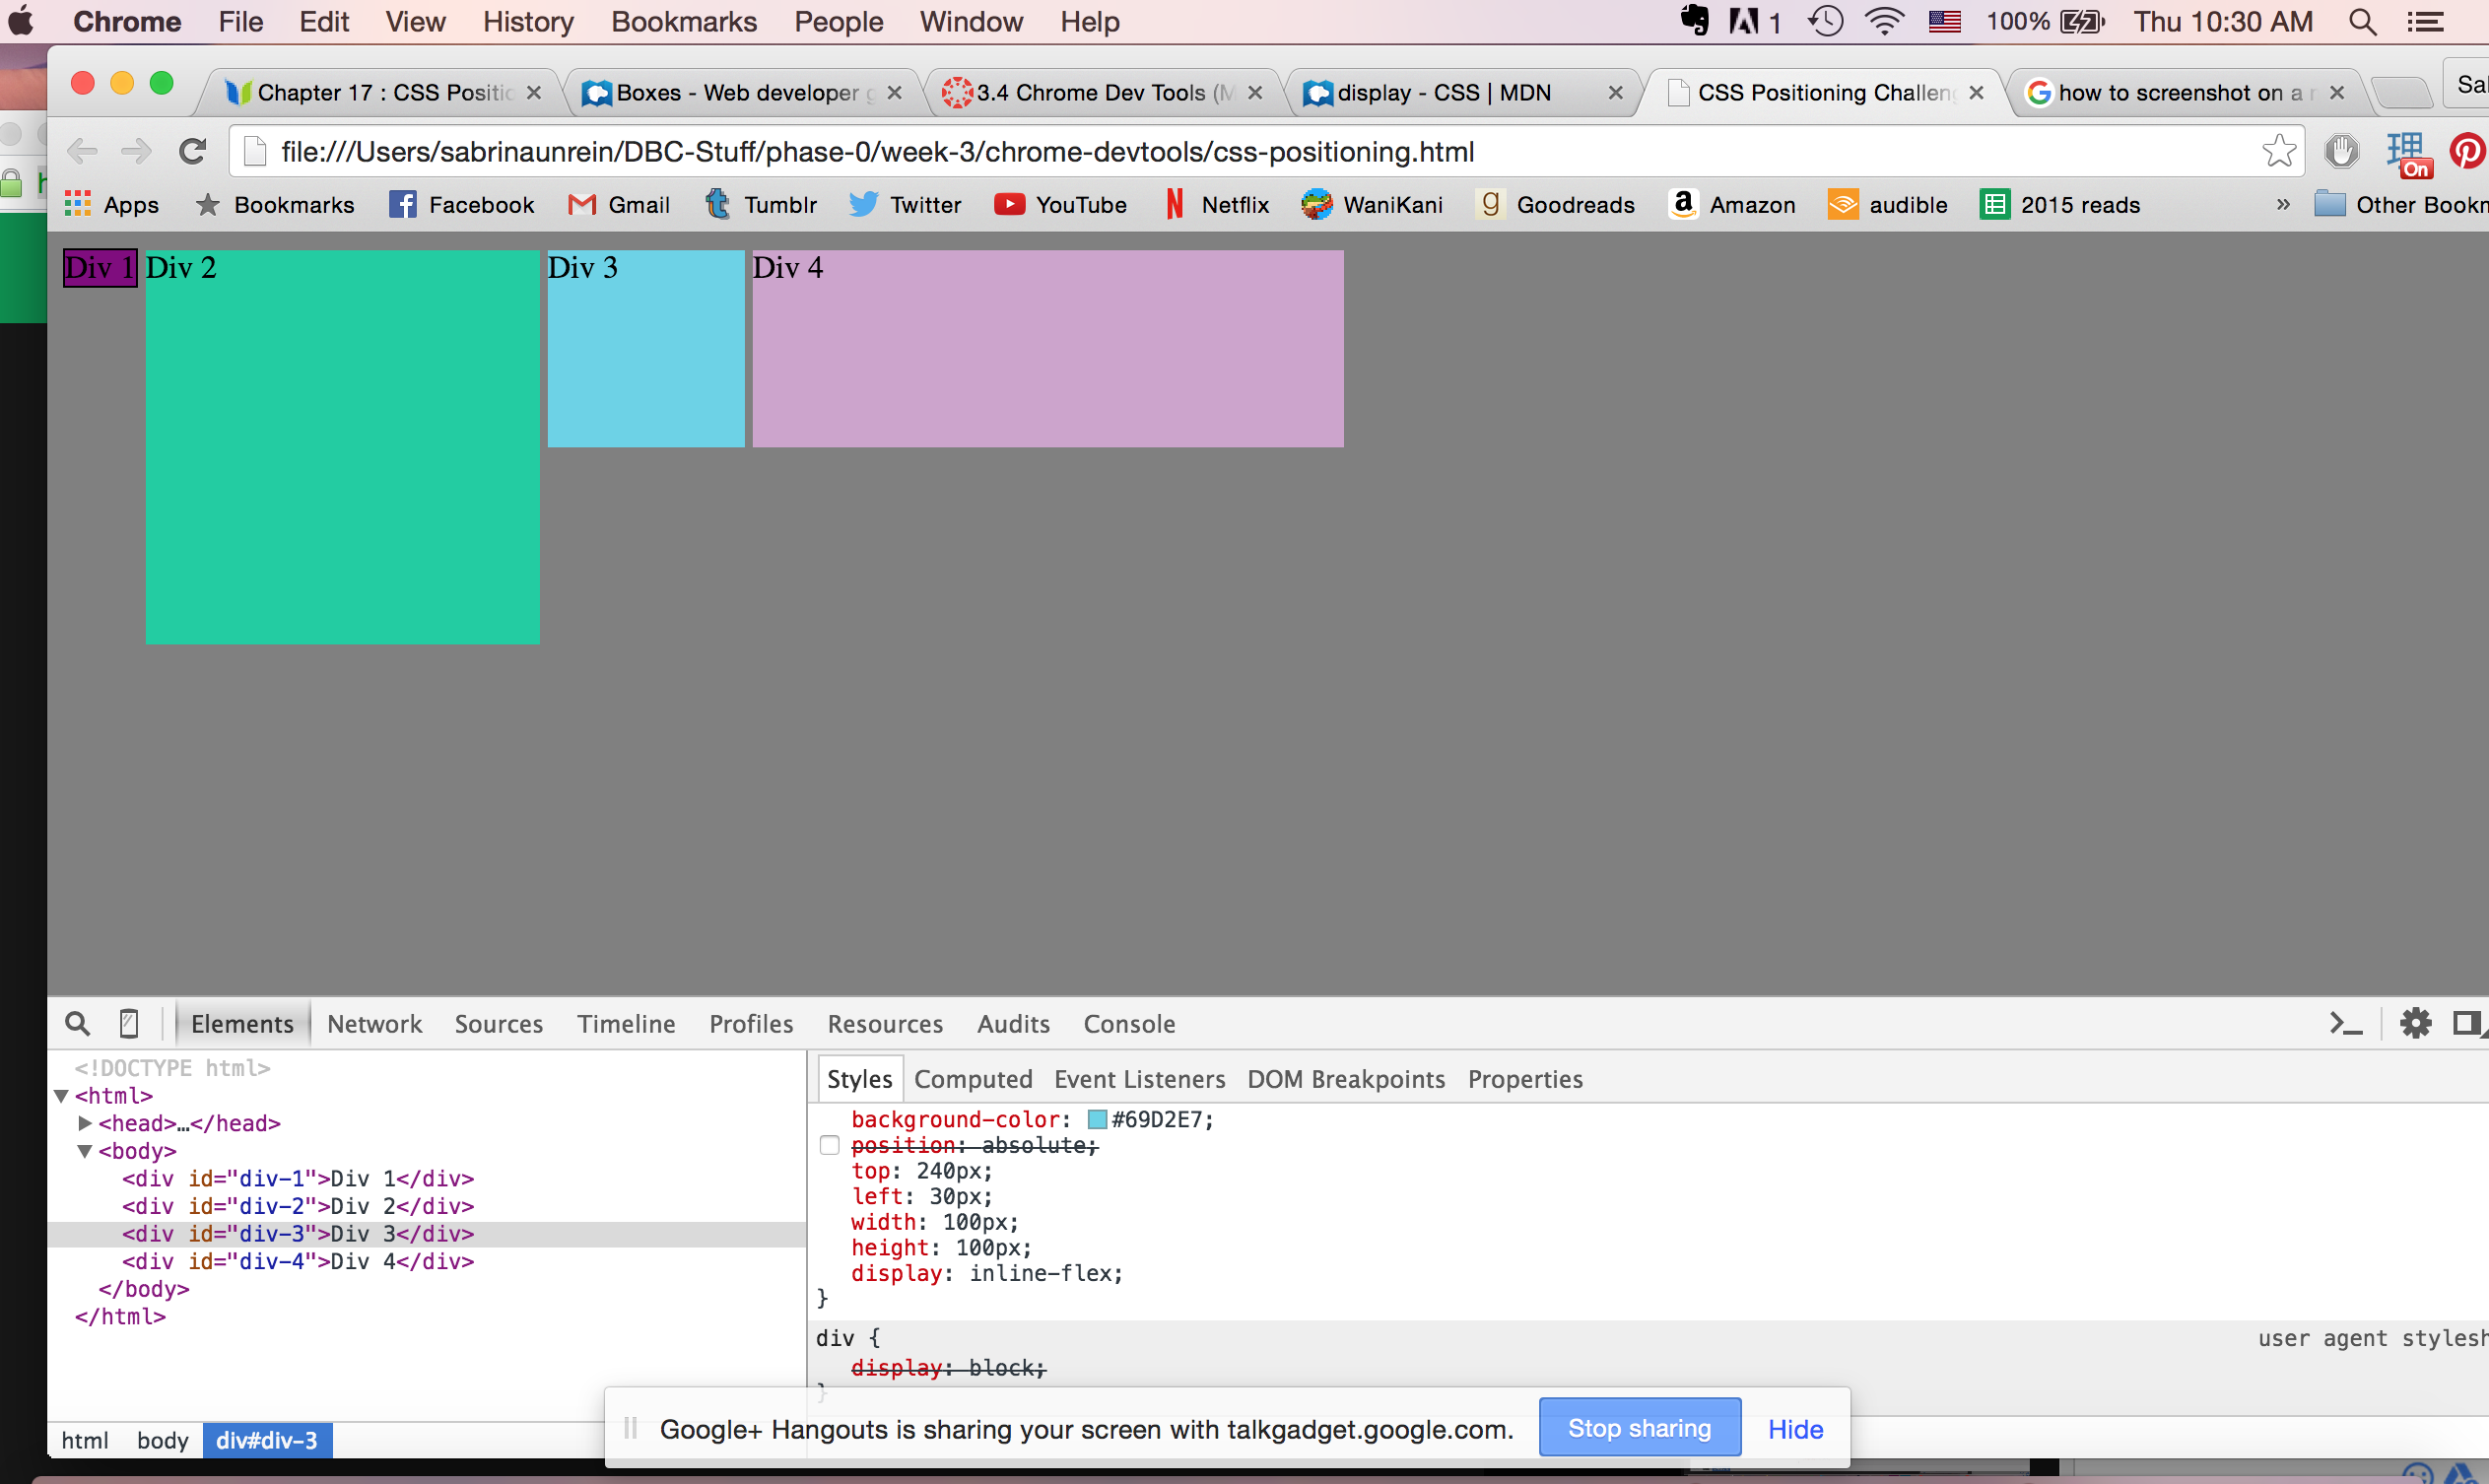 Chrome File Edit View History Bookmarks People Window Help 1 100% Thu 10:30 AM
Chapter 17 : CSS Positic Boxes - Web developer g 3.4 Chrome Dev Tools (M display - CSS | MDN CSS Positioning Challeng how to screenshot on a m Sal
file:///Users/sabrinaunrein/DBC-Stuff/phase-0/week-3/chrome-devtools/css-positioning.html 理 On
Apps Bookmarks Facebook Gmail Tumblr Twitter YouTube Netflix WaniKani Goodreads Amazon audible 2015 reads » Other Bookm
Div 1 Div 2 Div 3 Div 4
Elements Network Sources Timeline Profiles Resources Audits Console
<!DOCTYPE html>
<html>
<head>…</head>
<body>
<div id="div-1">Div 1</div>
<div id="div-2">Div 2</div>
<div id="div-3">Div 3</div>
<div id="div-4">Div 4</div>
</body>
</html>
html body div#div-3
Styles Computed Event Listeners DOM Breakpoints Properties
background-color: #69D2E7;
position: absolute;
top: 240px;
left: 30px;
width: 100px;
height: 100px;
display: inline-flex;
}
div { user agent stylesh
display: block;
}
Google+ Hangouts is sharing your screen with talkgadget.google.com. Stop sharing Hide